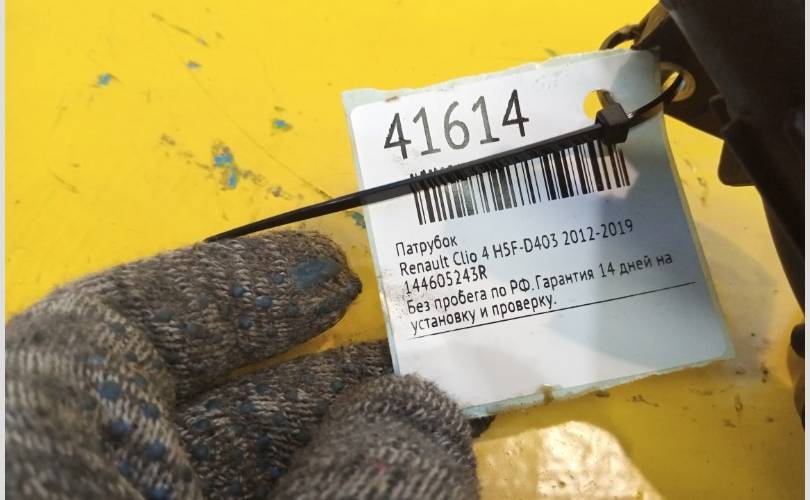 41614
Патрубок
Renault Clio 4 H5F-D403 2012-2019
144605243R
Без пробега по РФ.Гарантия 14 дней на
установку и проверку.